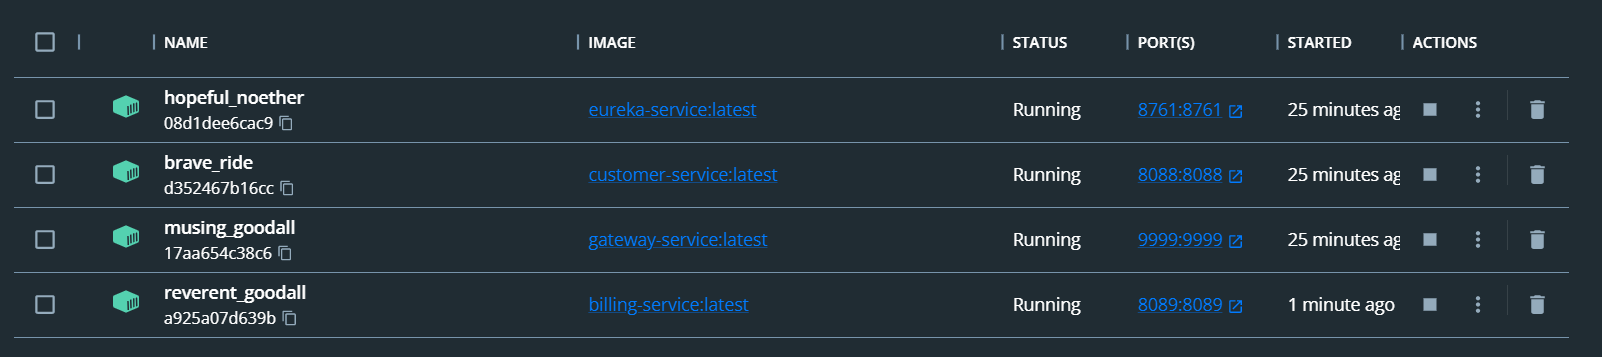 NAME IMAGE STATUS PORT(S) STARTED ACTIONS
hopeful_noether
08d1dee6cac9
eureka-service:latest Running 8761:8761 25 minutes ag
brave_ride
d352467b16cc
customer-service:latest Running 8088:8088 25 minutes ag
musing_goodall
17aa654c38c6
gateway-service:latest Running 9999:9999 25 minutes ag
reverent_goodall
a925a07d639b
billing-service:latest Running 8089:8089 1 minute ago